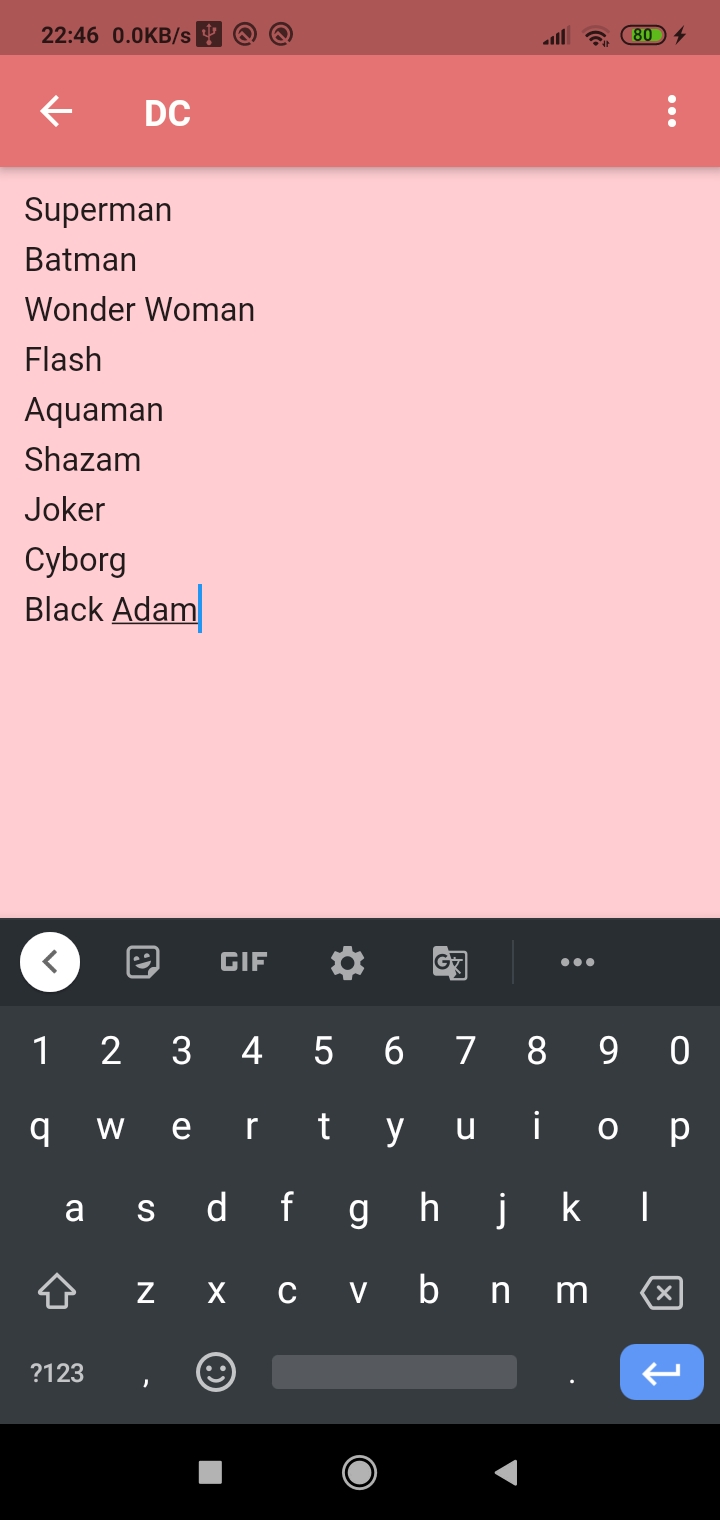 22:46 0.0KB/s 80
DC
Superman
Batman
Wonder Woman
Flash
Aquaman
Shazam
Joker
Cyborg
Black Adam
GIF G
1 2 3 4 5 6 7 8 9 0
q w e r t y u i o p
a s d f g h j k l
z x c v b n m
?123 , .